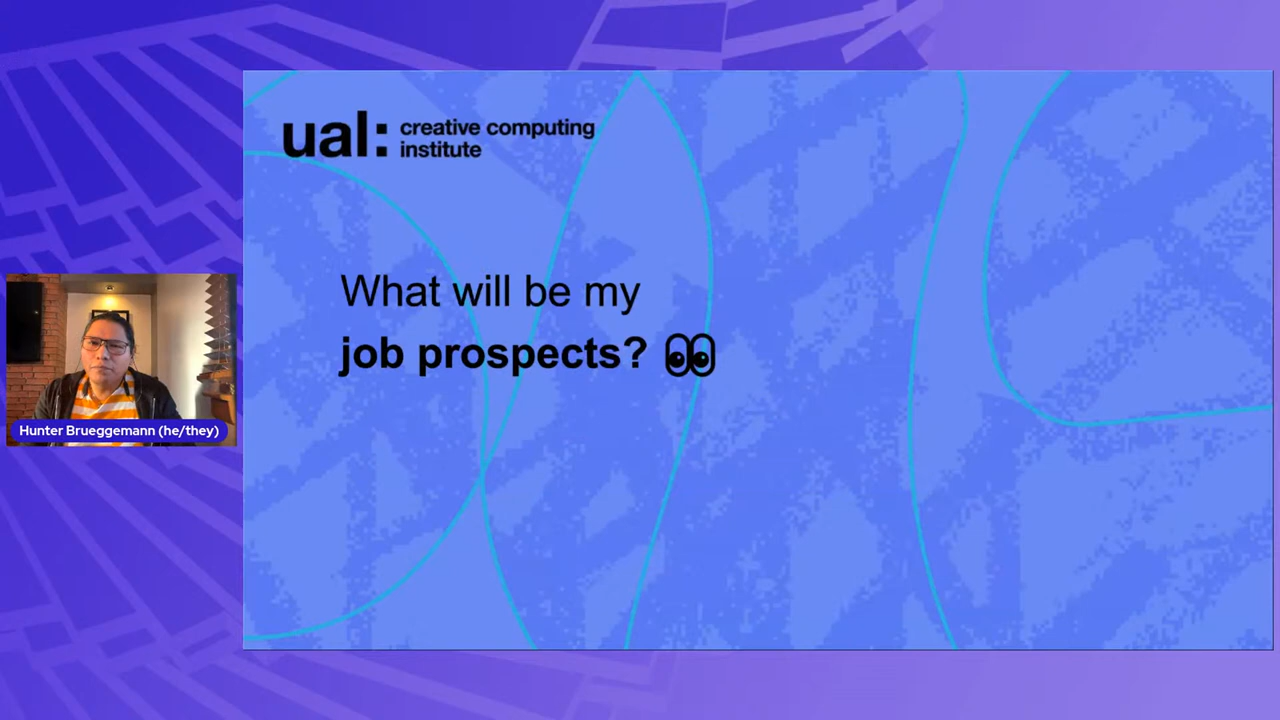 ual: creative computing
institute
What will be my
job prospects? 👀
Hunter Brueggemann (he/they)